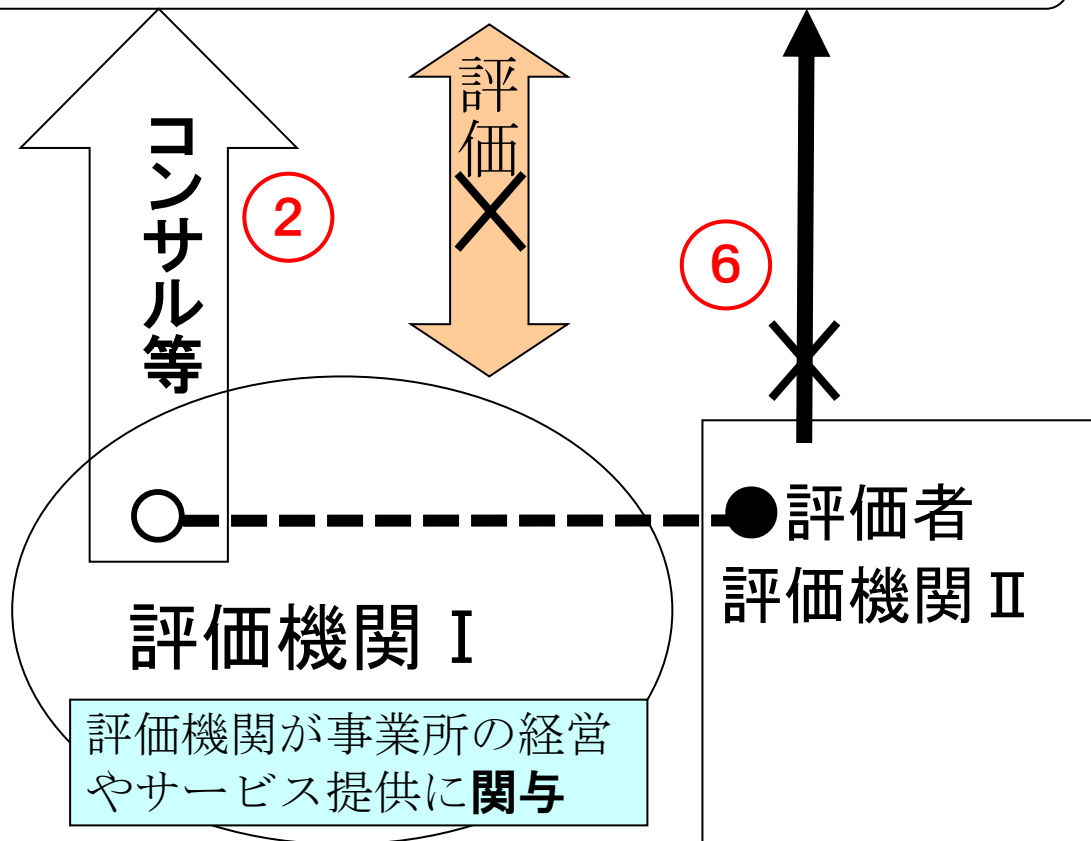 コンサル等
②
評価
⑥
評価者
評価機関Ⅱ
評価機関Ⅰ
評価機関が事業所の経営
やサービス提供に関与